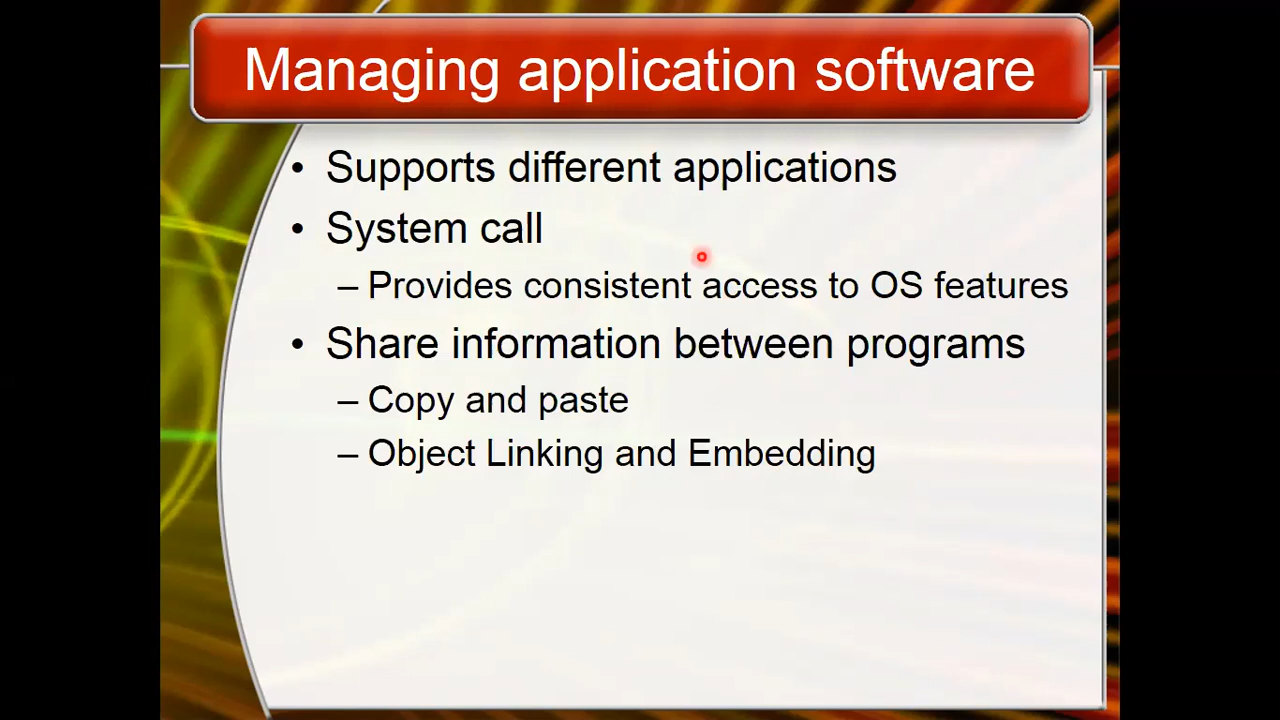 Managing application software
• Supports different applications
• System call
– Provides consistent access to OS features
• Share information between programs
– Copy and paste
– Object Linking and Embedding